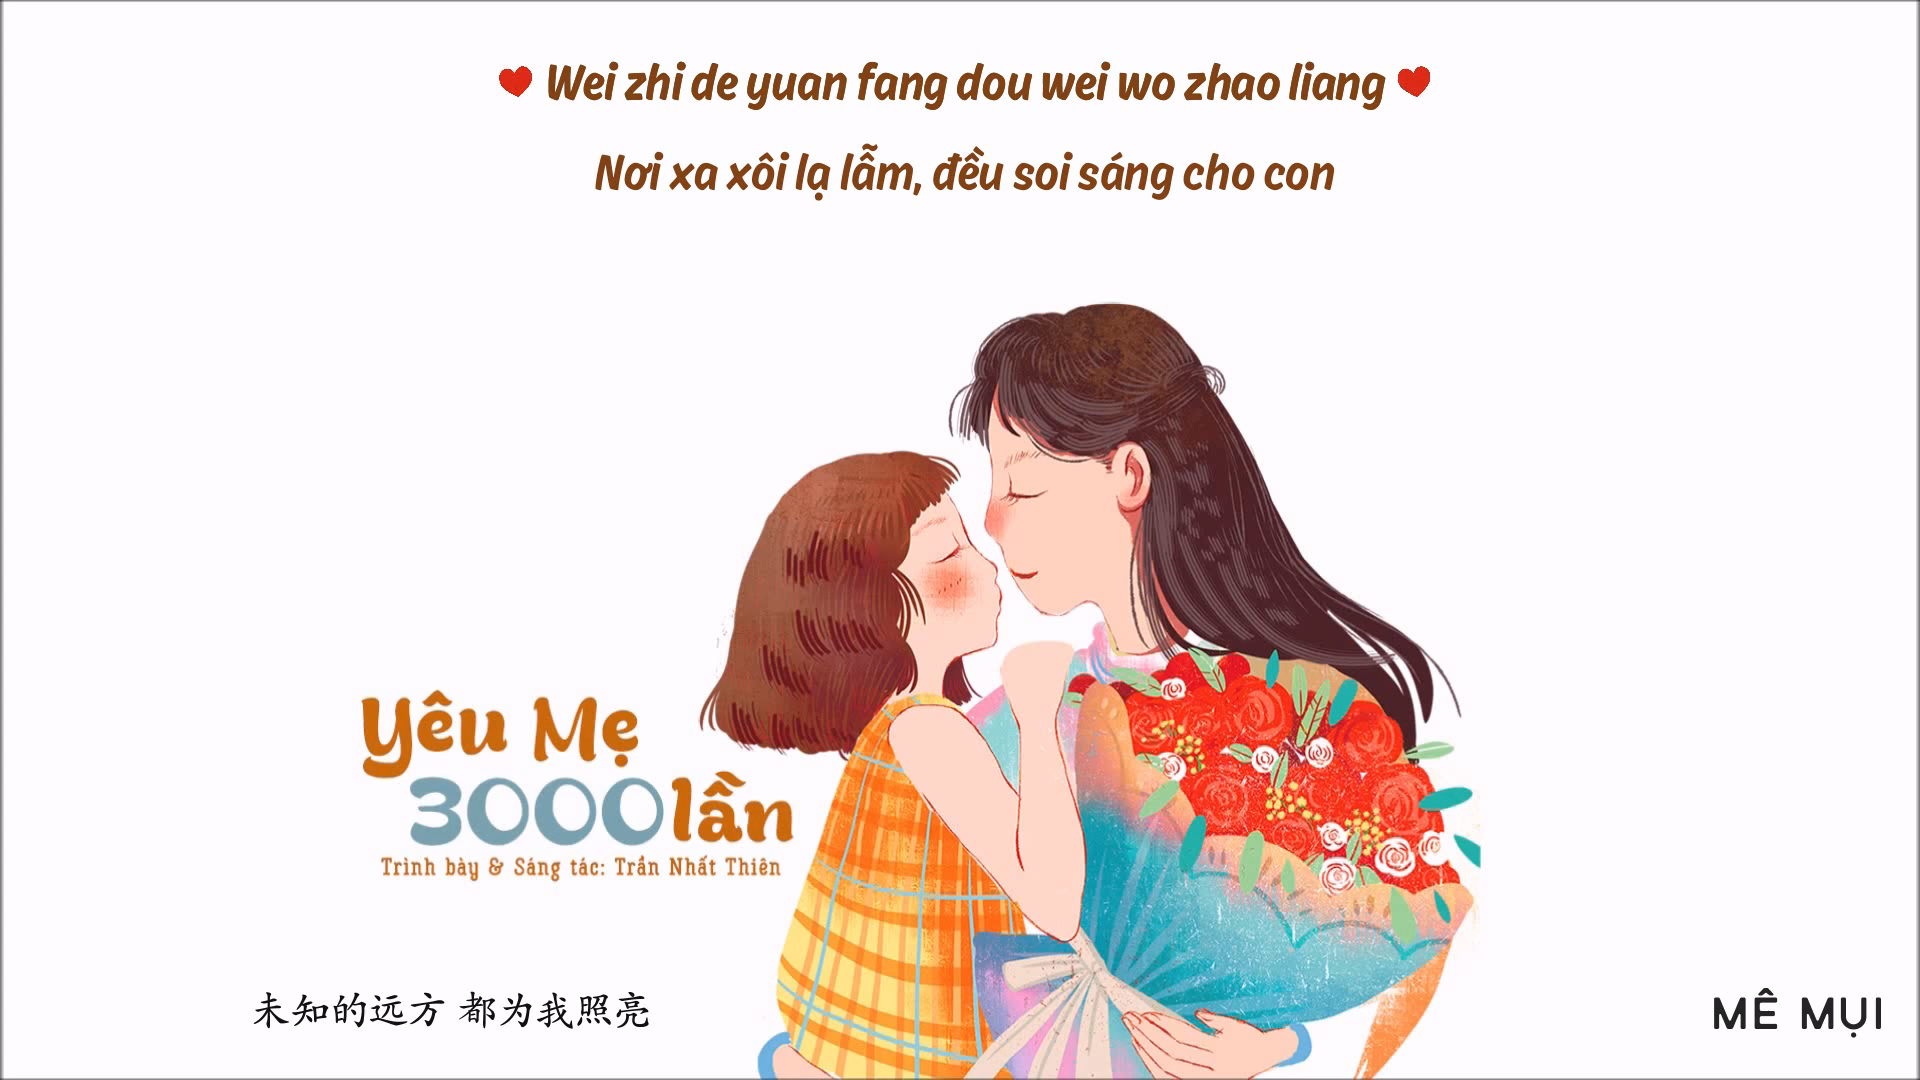 Wei zhi de yuan fang dou wei wo zhao liang
Nơi xa xôi lạ lẫm, đều soi sáng cho con
Yêu Mẹ
3000 lần
Trình bày & Sáng tác: Trần Nhất Thiên
未知的远方 都为我照亮
MÊ MỤI